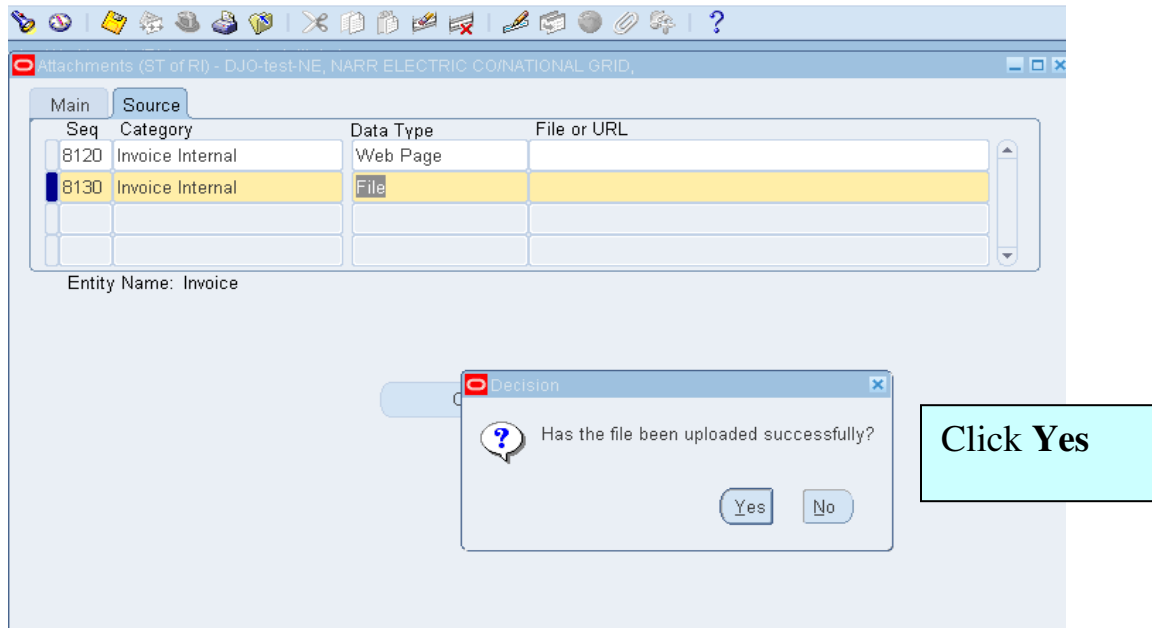 Attachments (ST of RI) - DJO-test-NE, NARR ELECTRIC CO/NATIONAL GRID,
Main Source
Seq Category Data Type File or URL
8120 Invoice Internal Web Page
8130 Invoice Internal File
Entity Name: Invoice
Decision
Has the file been uploaded successfully?
Yes No
Click Yes